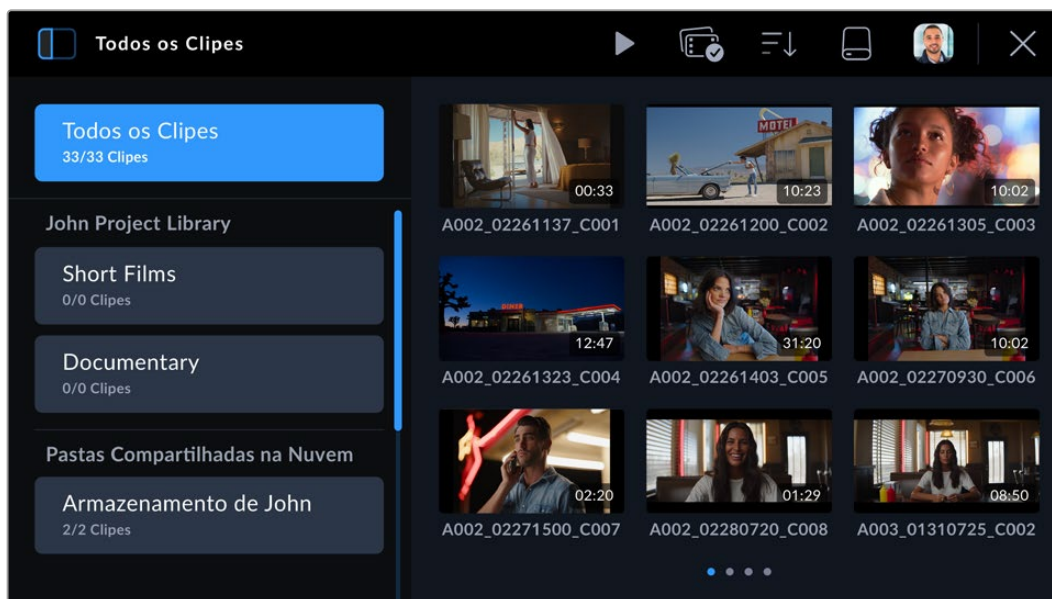 Todos os Clipes
Todos os Clipes
33/33 Clipes
John Project Library
Short Films
0/0 Clipes
Documentary
0/0 Clipes
Pastas Compartilhadas na Nuvem
Armazenamento de John
2/2 Clipes
00:33
MOTEL
10:23
10:02
A002_02261137_C001
A002_02261200_C002
A002_02261305_C003
DINER
12:47
31:20
10:02
A002_02261323_C004
A002_02261403_C005
A002_02270930_C006
02:20
01:29
08:50
A002_02271500_C007
A002_02280720_C008
A003_01310725_C002